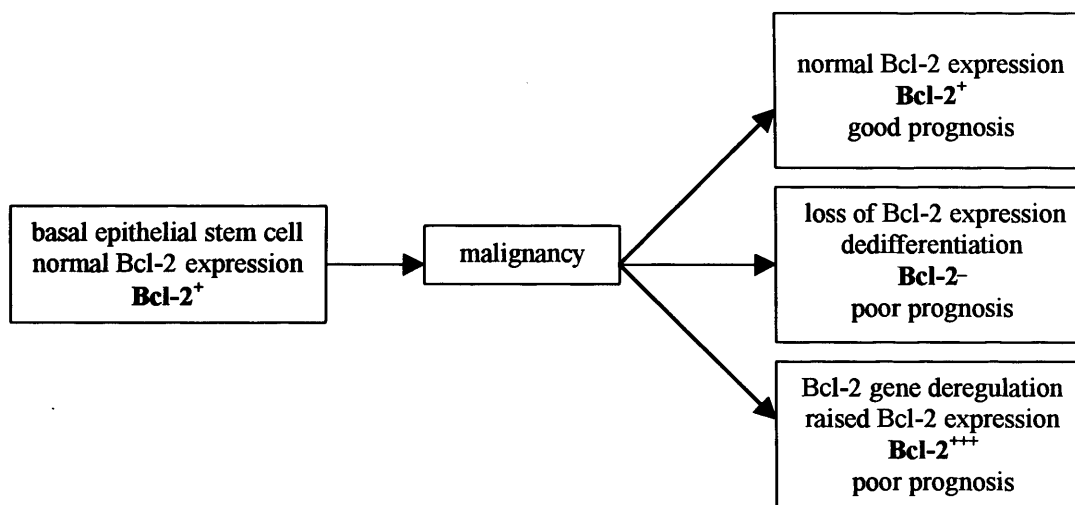 basal epithelial stem cell
normal Bcl-2 expression
Bcl-2⁺
malignancy
normal Bcl-2 expression
Bcl-2⁺
good prognosis
loss of Bcl-2 expression
dedifferentiation
Bcl-2⁻
poor prognosis
Bcl-2 gene deregulation
raised Bcl-2 expression
Bcl-2⁺⁺⁺
poor prognosis